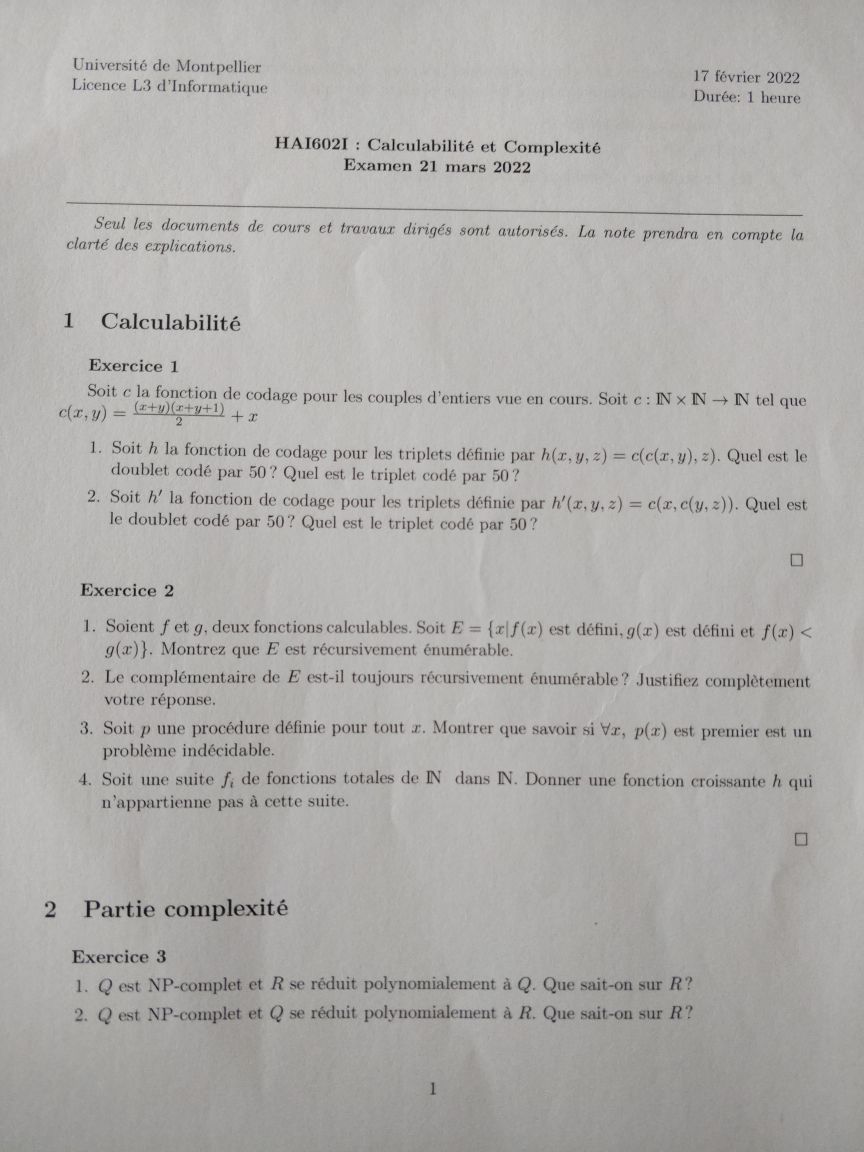 Université de Montpellier
Licence L3 d'Informatique
17 février 2022
Durée: 1 heure
HAI602I : Calculabilité et Complexité
Examen 21 mars 2022
Seul les documents de cours et travaux dirigés sont autorisés. La note prendra en compte la
clarté des explications.
1 Calculabilité
Exercice 1
Soit c la fonction de codage pour les couples d'entiers vue en cours. Soit c : ℕ × ℕ → ℕ tel que
c(x, y) = (x+y)(x+y+1)/2 + x
1. Soit h la fonction de codage pour les triplets définie par h(x, y, z) = c(c(x, y), z). Quel est le
doublet codé par 50 ? Quel est le triplet codé par 50 ?
2. Soit h′ la fonction de codage pour les triplets définie par h′(x, y, z) = c(x, c(y, z)). Quel est
le doublet codé par 50 ? Quel est le triplet codé par 50 ?
□
Exercice 2
1. Soient f et g, deux fonctions calculables. Soit E = {x|f(x) est défini, g(x) est défini et f(x) <
g(x)}. Montrez que E est récursivement énumérable.
2. Le complémentaire de E est-il toujours récursivement énumérable ? Justifiez complètement
votre réponse.
3. Soit p une procédure définie pour tout x. Montrer que savoir si ∀x, p(x) est premier est un
problème indécidable.
4. Soit une suite fᵢ de fonctions totales de ℕ dans ℕ. Donner une fonction croissante h qui
n'appartienne pas à cette suite.
□
2 Partie complexité
Exercice 3
1. Q est NP-complet et R se réduit polynomialement à Q. Que sait-on sur R ?
2. Q est NP-complet et Q se réduit polynomialement à R. Que sait-on sur R ?
1